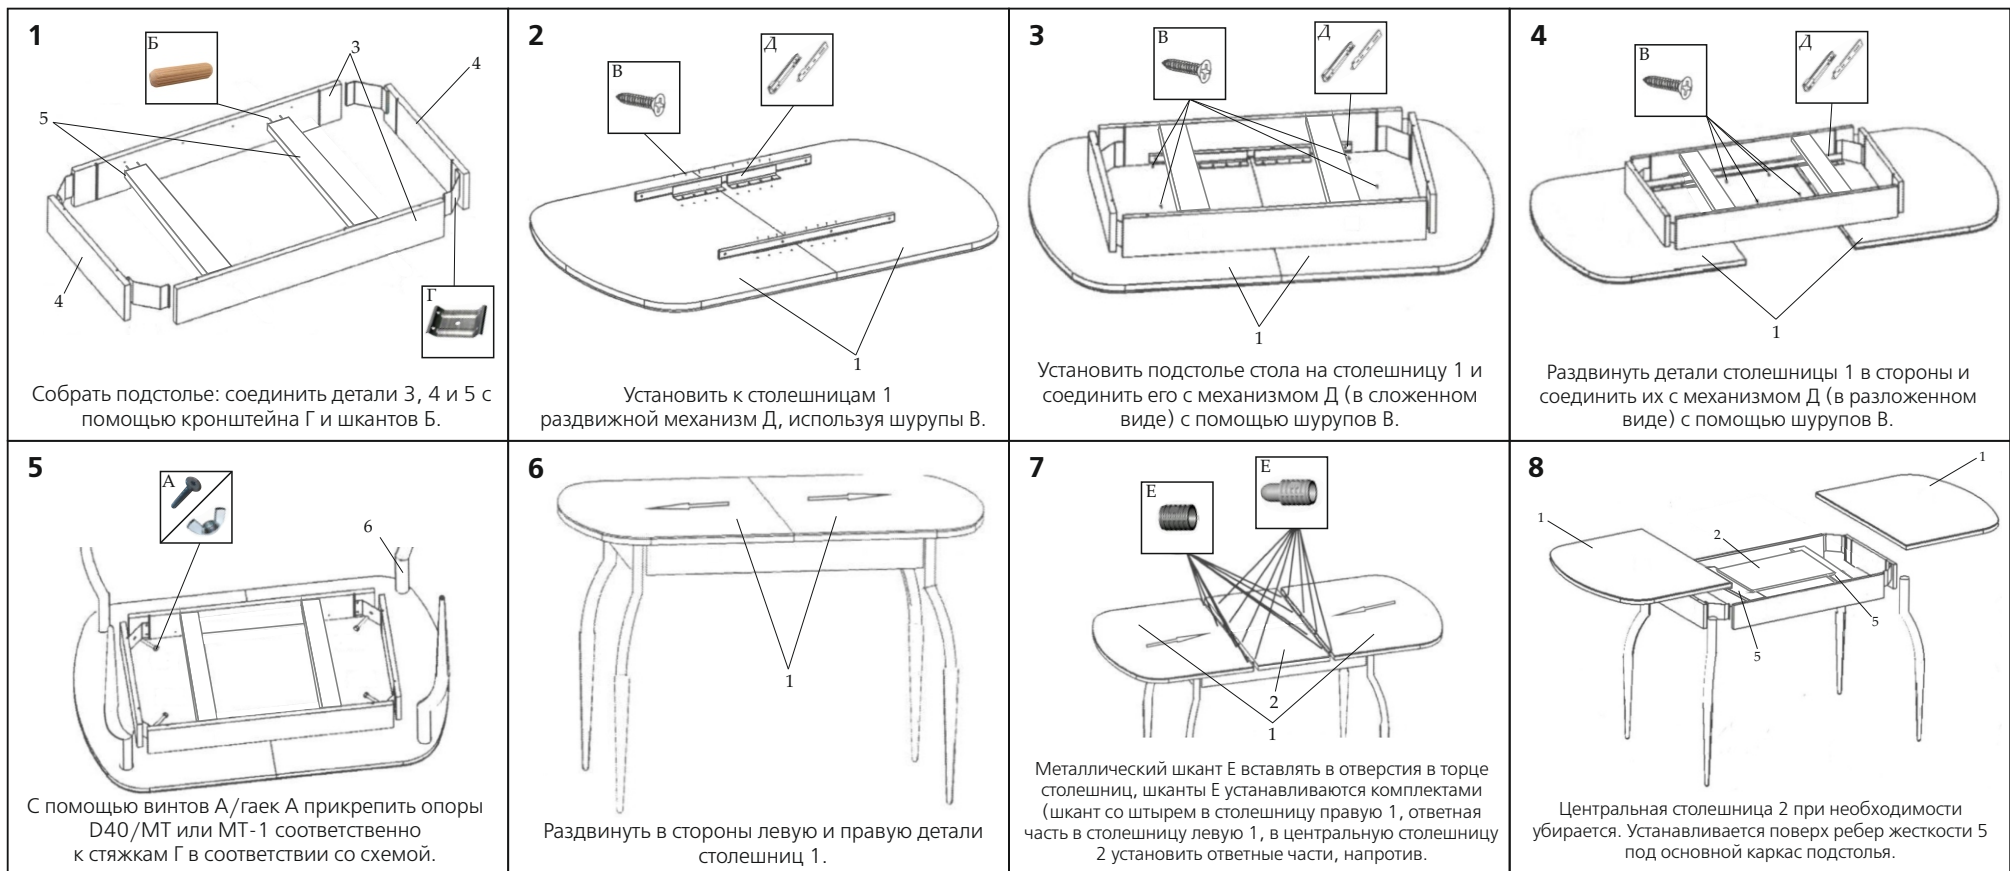 1
Б
3
4
5
4
Г
Собрать подстолье: соединить детали 3, 4 и 5 с
помощью кронштейна Г и шкантов Б.
2
В
Д
1
Установить к столешницам 1
раздвижной механизм Д, используя шурупы В.
3
В
Д
1
Установить подстолье стола на столешницу 1 и
соединить его с механизмом Д (в сложенном
виде) с помощью шурупов В.
4
В
Д
1
Раздвинуть детали столешницы 1 в стороны и
соединить их с механизмом Д (в разложенном
виде) с помощью шурупов В.
5
А
6
С помощью винтов А/гаек А прикрепить опоры
D40/МТ или МТ-1 соответственно
к стяжкам Г в соответствии со схемой.
6
1
Раздвинуть в стороны левую и правую детали
столешниц 1.
7
Е
Е
2
1
Металлический шкант Е вставлять в отверстия в торце
столешниц, шканты Е устанавливаются комплектами
(шкант со штырем в столешницу правую 1, ответная
часть в столешницу левую 1, в центральную столешницу
2 установить ответные части, напротив.
8
1
1
2
5
5
Центральная столешница 2 при необходимости
убирается. Устанавливается поверх ребер жесткости 5
под основной каркас подстолья.